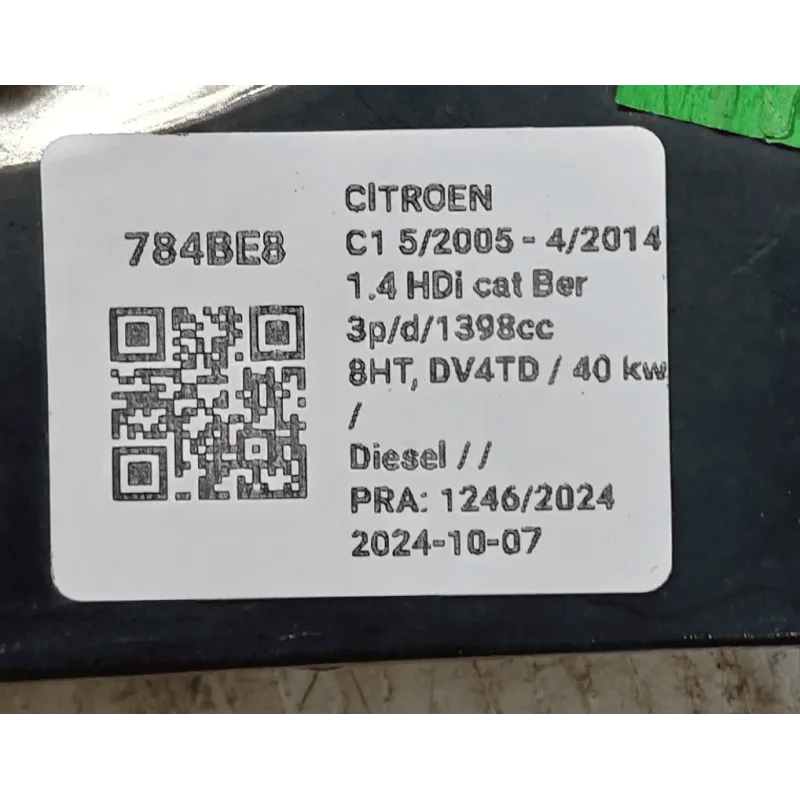 784BE8
CITROEN
C1 5/2005 - 4/2014
1.4 HDi cat Ber
3p/d/1398cc
8HT, DV4TD / 40 kw
/
Diesel / /
PRA: 1246/2024
2024-10-07